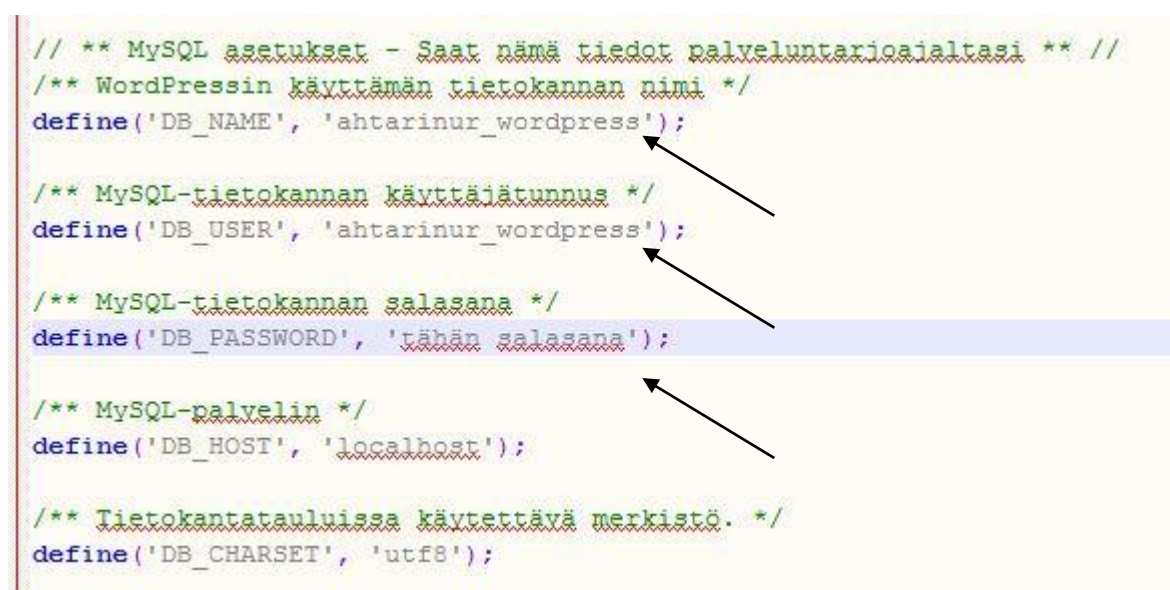 // ** MySQL asetukset - Saat nämä tiedot palveluntarjoajaltasi ** //
/** WordPressin käyttämän tietokannan nimi */
define('DB_NAME', 'ahtarinur_wordpress');
/** MySQL-tietokannan käyttäjätunnus */
define('DB_USER', 'ahtarinur_wordpress');
/** MySQL-tietokannan salasana */
define('DB_PASSWORD', 'tähän salasana');
/** MySQL-palvelin */
define('DB_HOST', 'localhost');
/** Tietokantatauluissa käytettävä merkistö. */
define('DB_CHARSET', 'utf8');